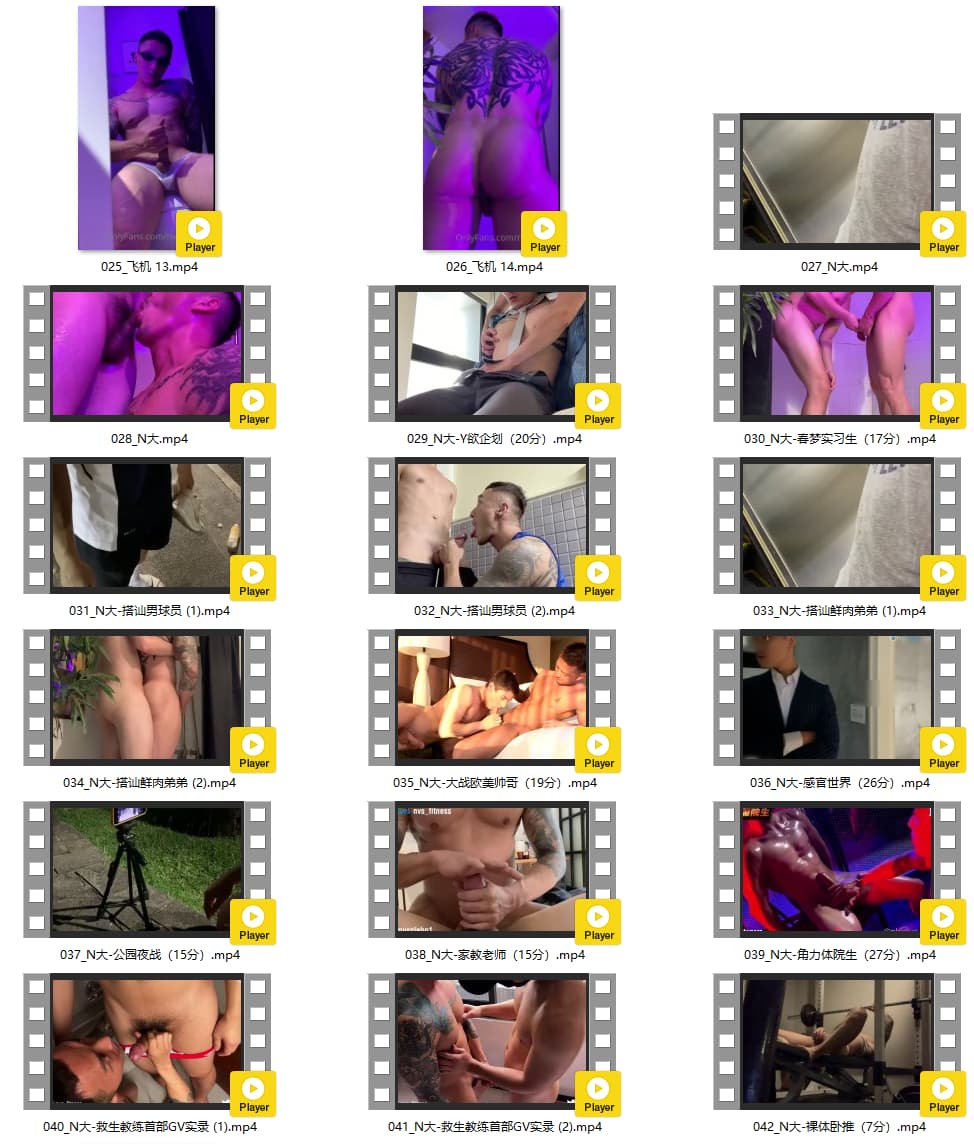 OnlyFans.com/
Player
OnlyFans.com/
Player
Player
025_飞机 13.mp4
026_飞机 14.mp4
027_N大.mp4
Player
Player
Player
028_N大.mp4
029_N大-Y欲企划（20分）.mp4
030_N大-春梦实习生（17分）.mp4
Player
Player
Player
031_N大-搭讪男球员 (1).mp4
032_N大-搭讪男球员 (2).mp4
033_N大-搭讪鲜肉弟弟 (1).mp4
Player
Player
Player
034_N大-搭讪鲜肉弟弟 (2).mp4
035_N大-大战欧美帅哥（19分）.mp4
036_N大-感官世界（26分）.mp4
nvs_fitness
院生
Player
Player
Player
037_N大-公园夜战（15分）.mp4
038_N大-家教老师（15分）.mp4
039_N大-角力体院生（27分）.mp4
Player
Player
Player
040_N大-救生教练首部GV实录 (1).mp4
041_N大-救生教练首部GV实录 (2).mp4
042_N大-裸体卧推（7分）.mp4